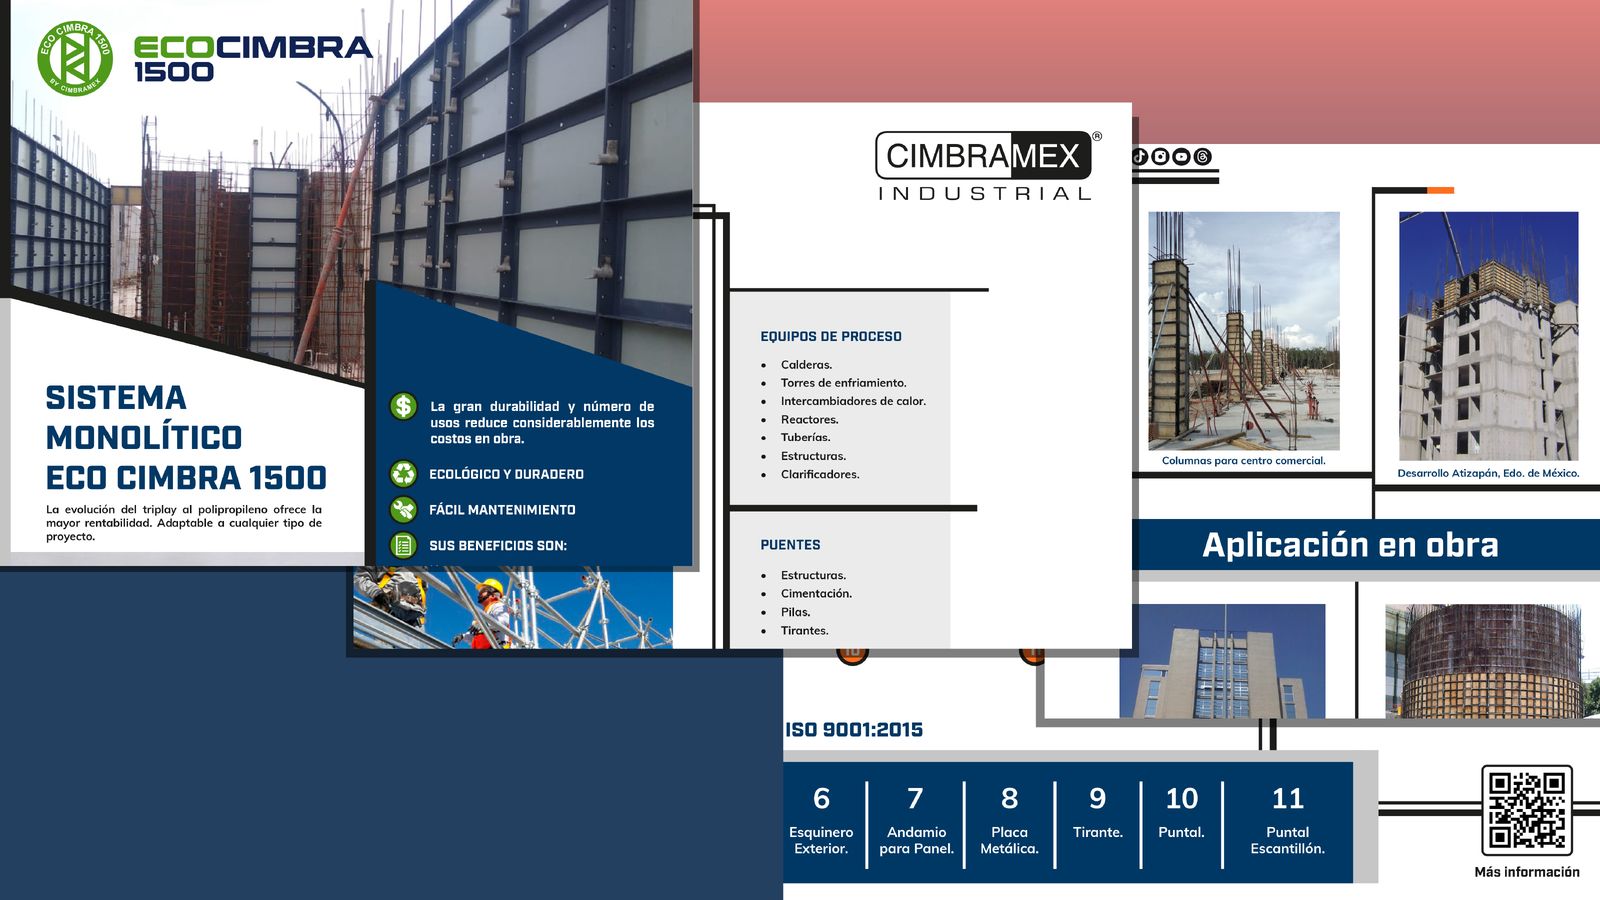 ECO CIMBRA 1500
BY CIMBRAMEX
ECOCIMBRA
1500
SISTEMA
MONOLÍTICO
ECO CIMBRA 1500
La evolución del triplay al polipropileno ofrece la
mayor rentabilidad. Adaptable a cualquier tipo de
proyecto.
$
La gran durabilidad y número de
usos reduce considerablemente los
costos en obra.
ECOLÓGICO Y DURADERO
FÁCIL MANTENIMIENTO
SUS BENEFICIOS SON:
CIMBRAMEX®
INDUSTRIAL
EQUIPOS DE PROCESO
• Calderas.
• Torres de enfriamiento.
• Intercambiadores de calor.
• Reactores.
• Tuberías.
• Estructuras.
• Clarificadores.
PUENTES
• Estructuras.
• Cimentación.
• Pilas.
• Tirantes.
Columnas para centro comercial.
Desarrollo Atizapán, Edo. de México.
Aplicación en obra
ISO 9001:2015
6
Esquinero
Exterior.
7
Andamio
para Panel.
8
Placa
Metálica.
9
Tirante.
10
Puntal.
11
Puntal
Escantillón.
Más información